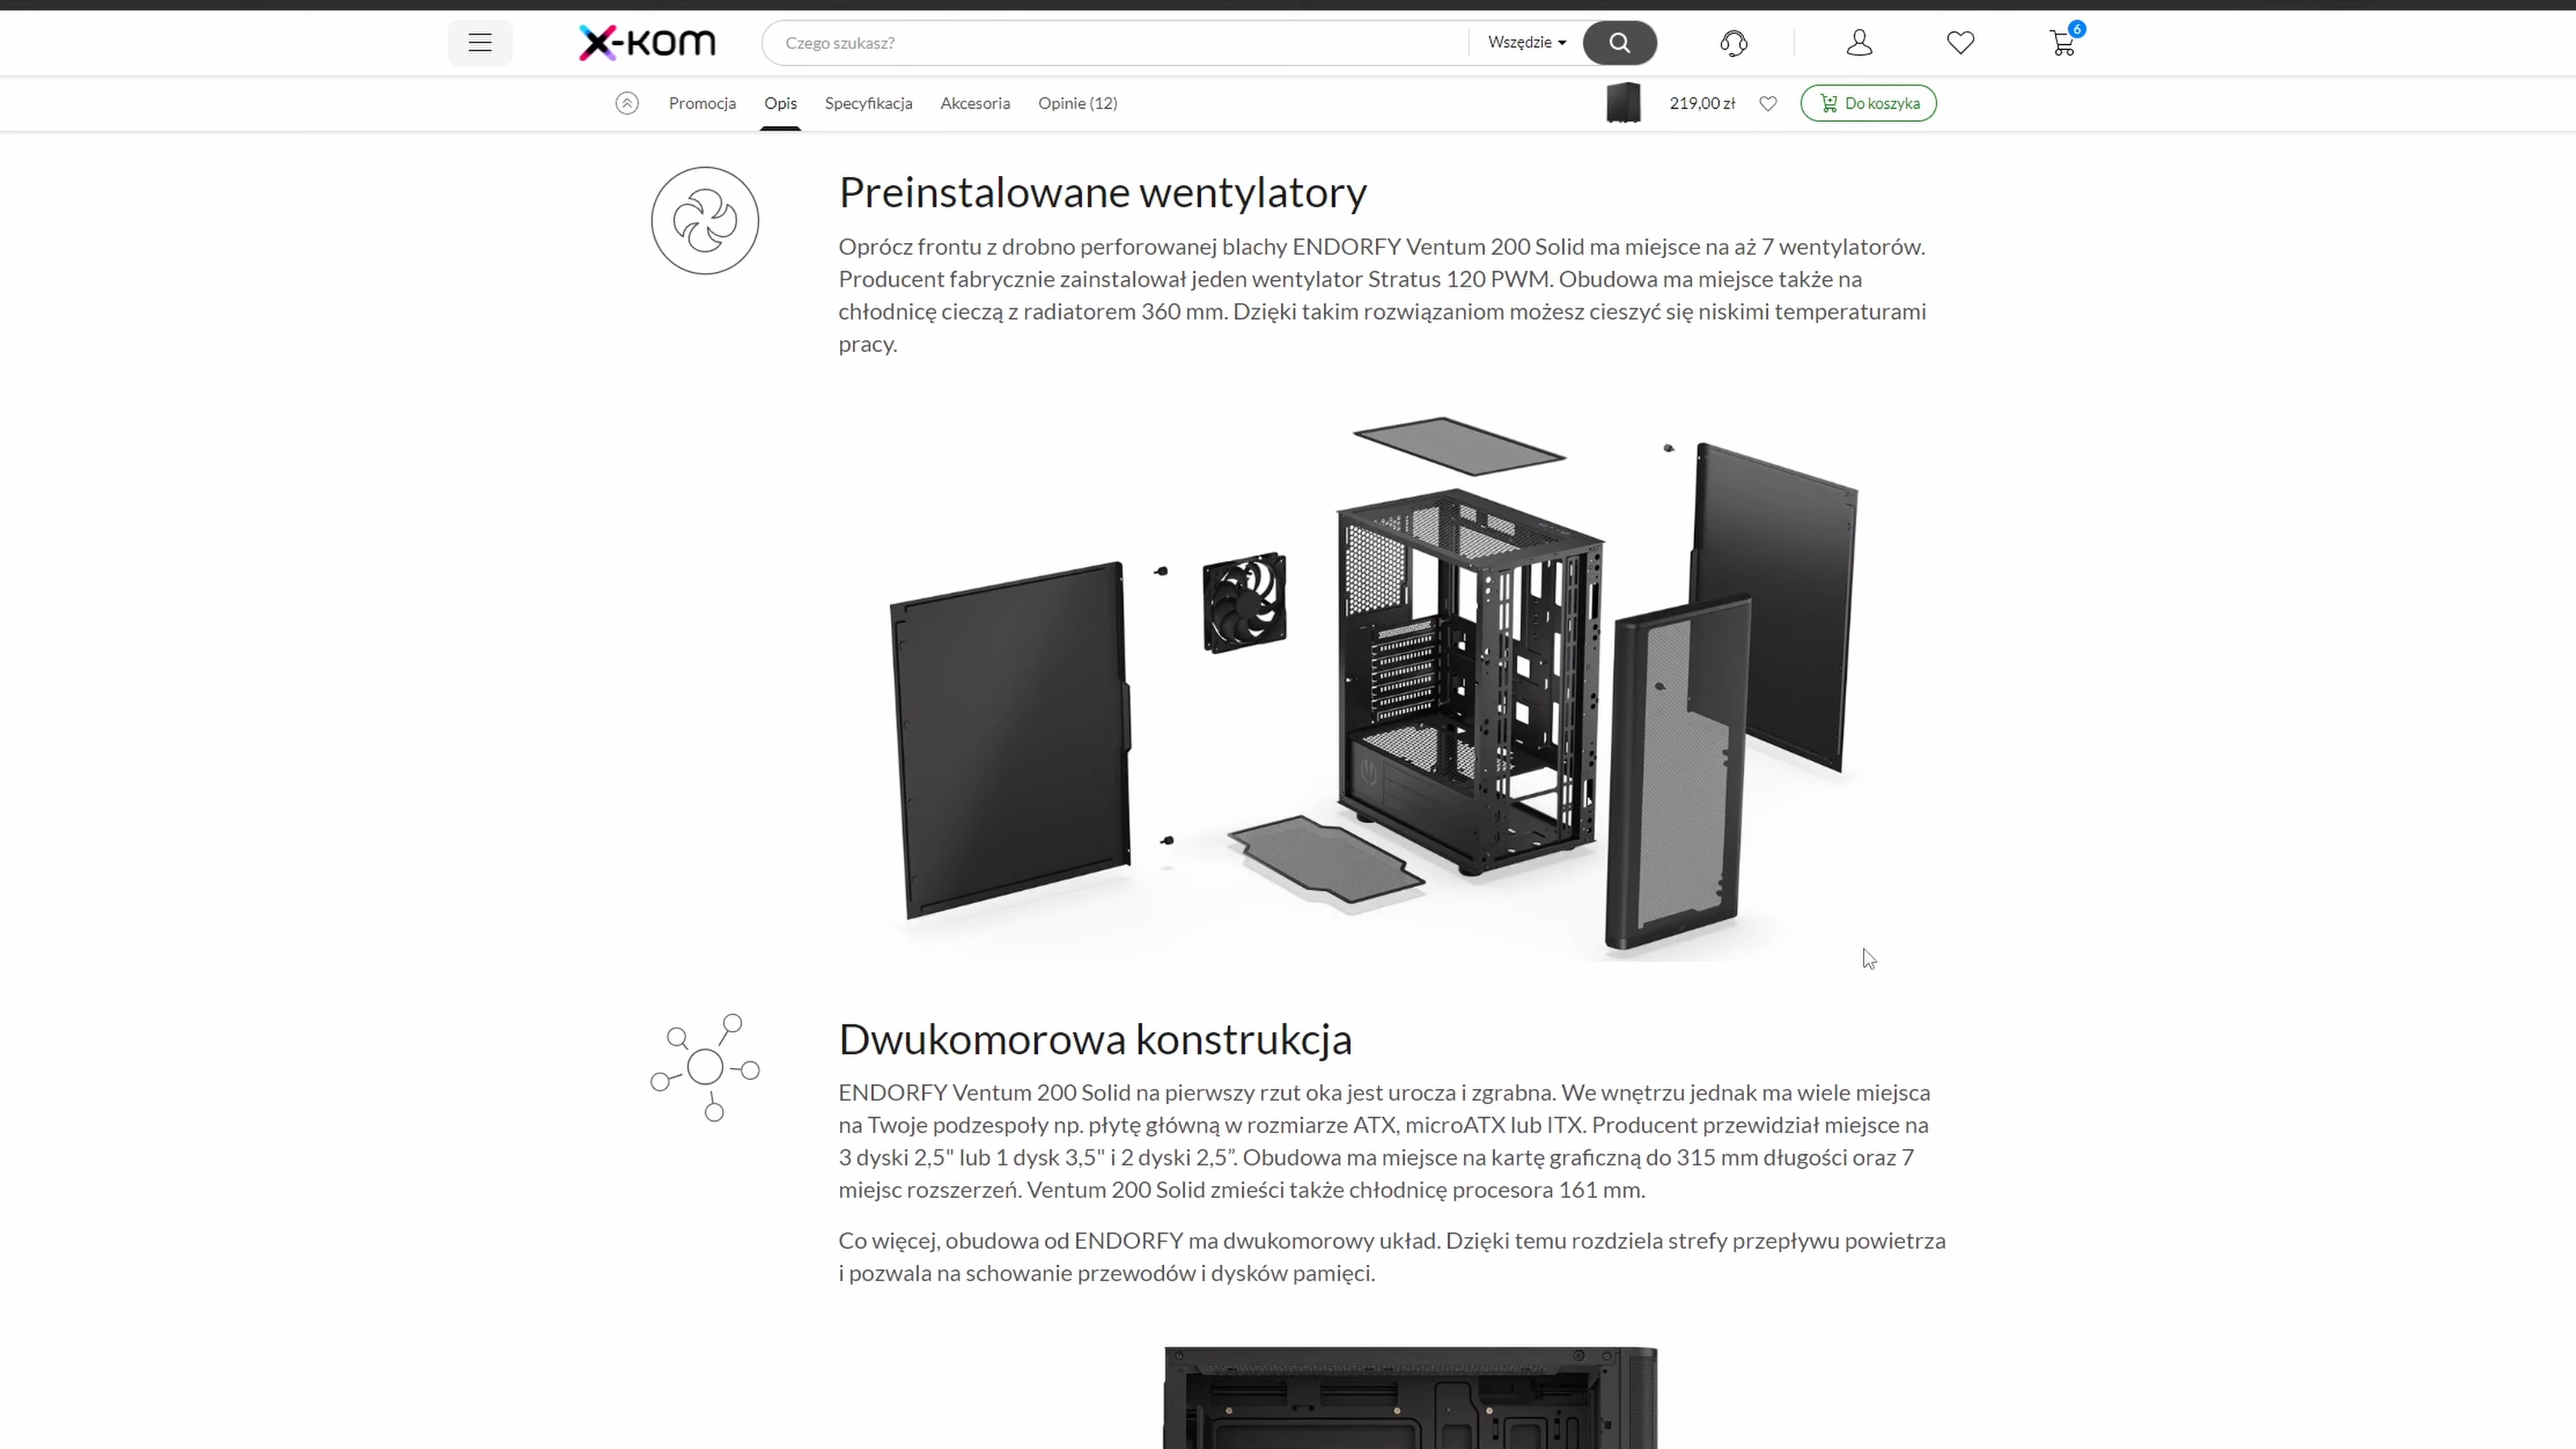 x-kom
Czego szukasz?
Wszędzie
6
Promocja
Opis
Specyfikacja
Akcesoria
Opinie (12)
219,00 zł
Do koszyka
Preinstalowane wentylatory
Oprócz frontu z drobno perforowanej blachy ENDORFY Ventum 200 Solid ma miejsce na aż 7 wentylatorów.
Producent fabrycznie zainstalował jeden wentylator Stratus 120 PWM. Obudowa ma miejsce także na
chłodnicę cieczą z radiatorem 360 mm. Dzięki takim rozwiązaniom możesz cieszyć się niskimi temperaturami
pracy.
Dwukomorowa konstrukcja
ENDORFY Ventum 200 Solid na pierwszy rzut oka jest urocza i zgrabna. We wnętrzu jednak ma wiele miejsca
na Twoje podzespoły np. płytę główną w rozmiarze ATX, microATX lub ITX. Producent przewidział miejsce na
3 dyski 2,5" lub 1 dysk 3,5" i 2 dyski 2,5”. Obudowa ma miejsce na kartę graficzną do 315 mm długości oraz 7
miejsc rozszerzeń. Ventum 200 Solid zmieści także chłodnicę procesora 161 mm.
Co więcej, obudowa od ENDORFY ma dwukomorowy układ. Dzięki temu rozdziela strefy przepływu powietrza
i pozwala na schowanie przewodów i dysków pamięci.